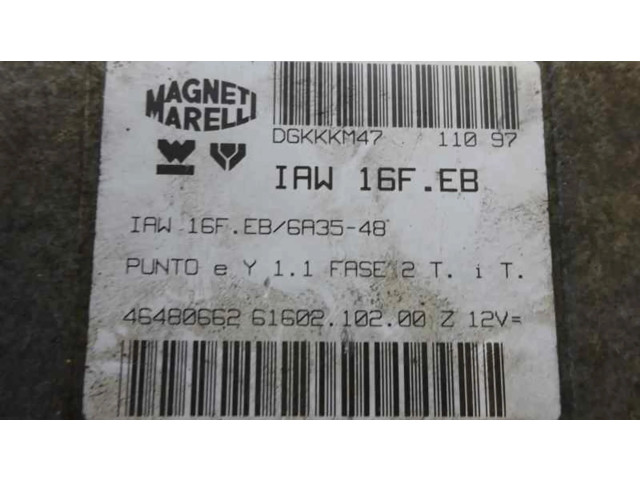 MAGNETI
MARELLI
DGKKKM47 110 97
IAW 16F.EB
IAW 16F.EB/6A35-48
PUNTO e Y 1.1 FASE 2 T. i T.
46480662 61602.102.00 Z 12V=